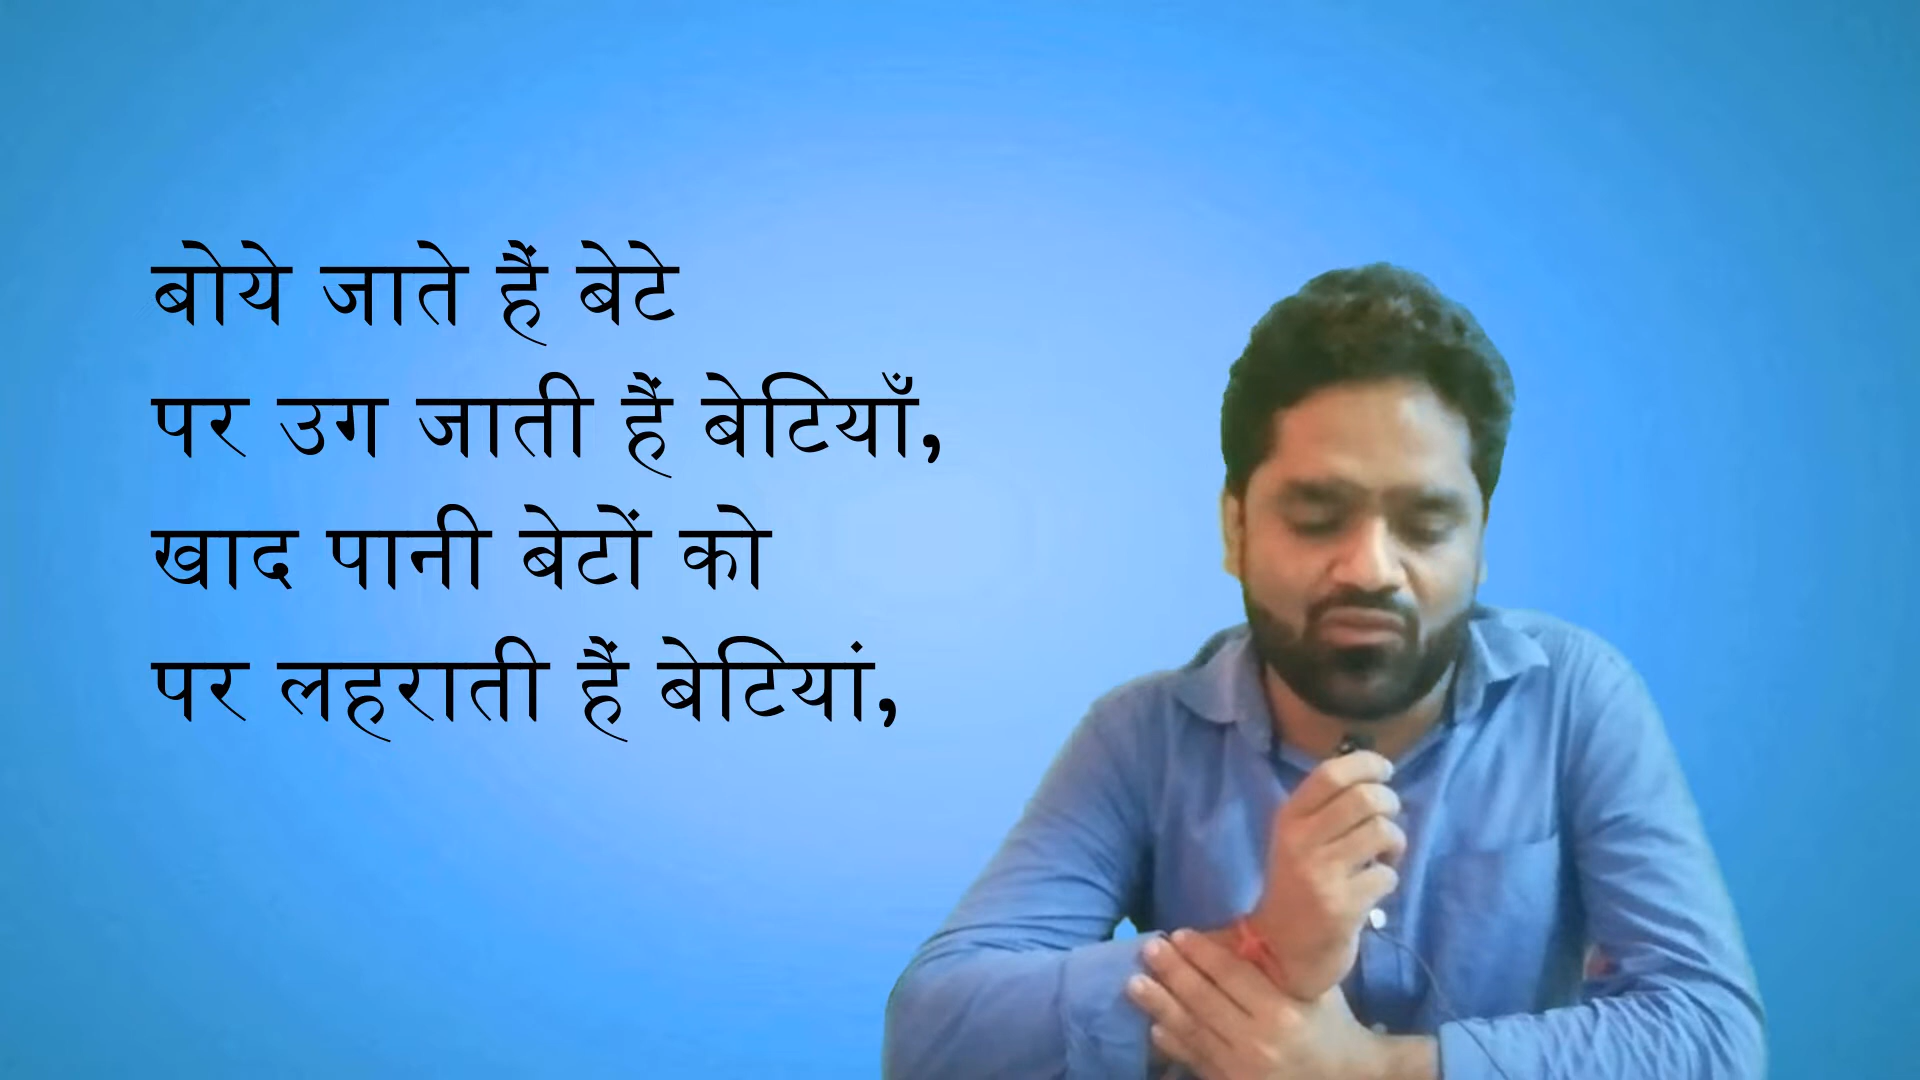 बोये जाते हैं बेटे
पर उग जाती हैं बेटियाँ,
खाद पानी बेटों को
पर लहराती हैं बेटियां,